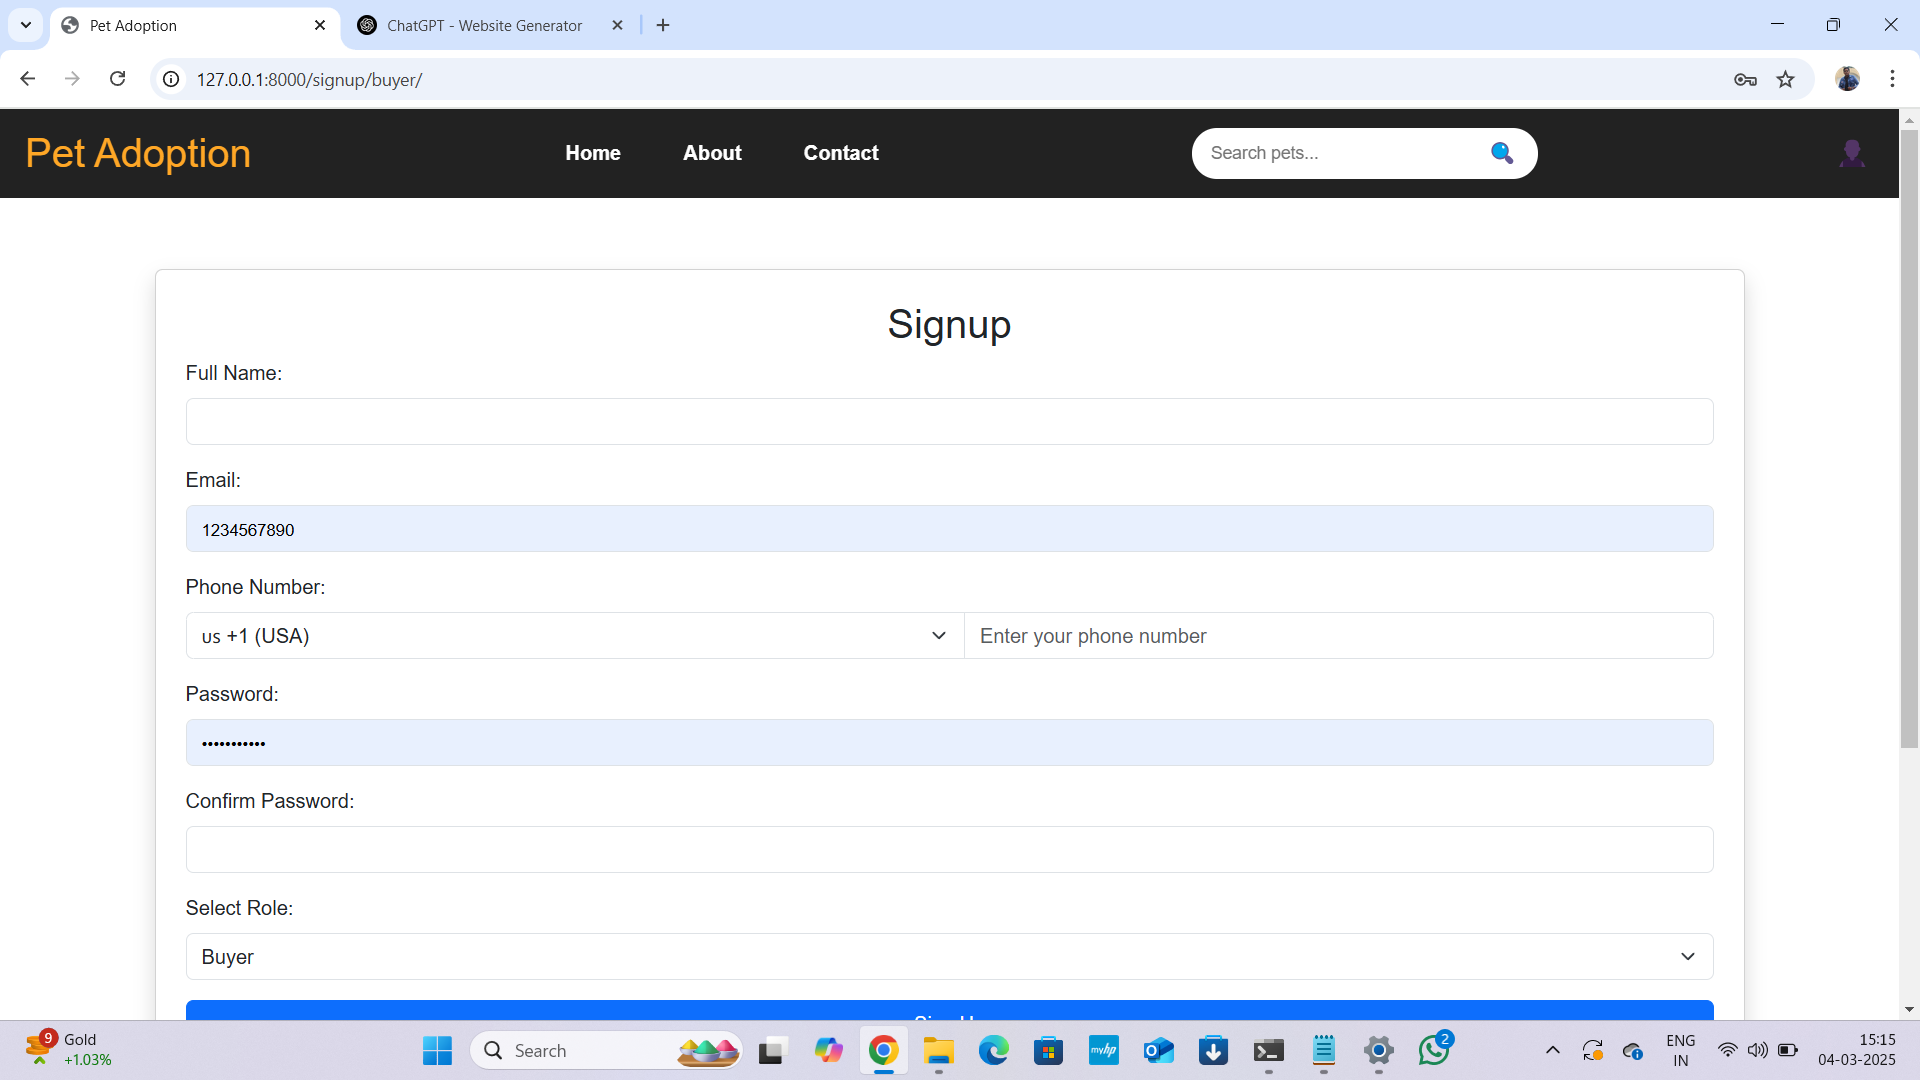 Pet Adoption
ChatGPT - Website Generator
127.0.0.1:8000/signup/buyer/
Pet Adoption
Home
About
Contact
Search pets...
Signup
Full Name:
Email:
1234567890
Phone Number:
us +1 (USA)
Enter your phone number
Password:
•••••••••••
Confirm Password:
Select Role:
Buyer
9
Gold
+1.03%
Search
myhp
2
ENG
IN
15:15
04-03-2025